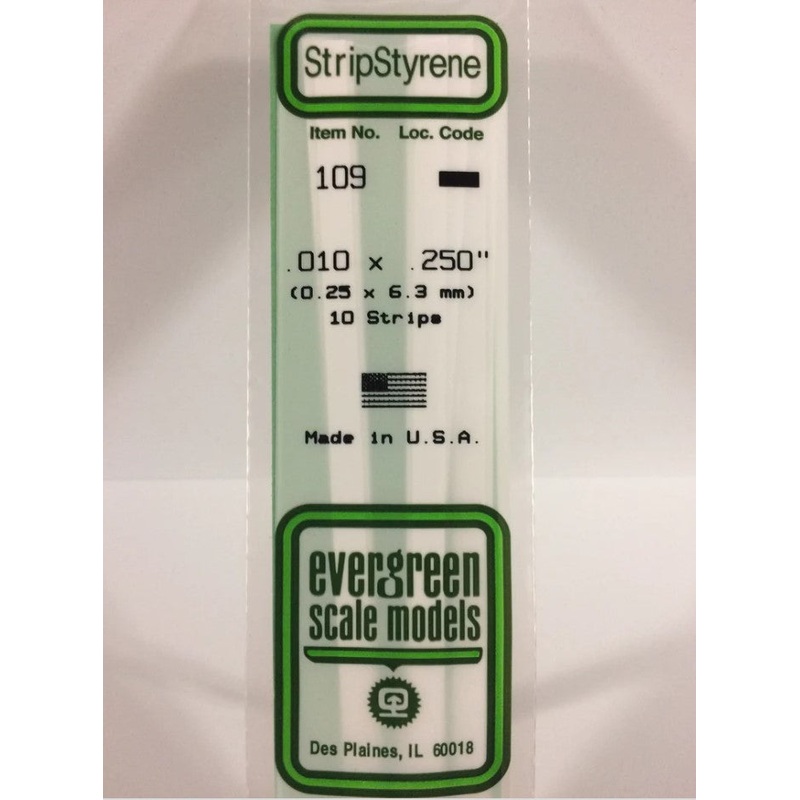 StripStyrene
Item No. Loc. Code
109
.010 x .250"
(0.25 x 6.3 mm)
10 Strips
Made in U.S.A.
evergreen
scale models
Des Plaines, IL 60018